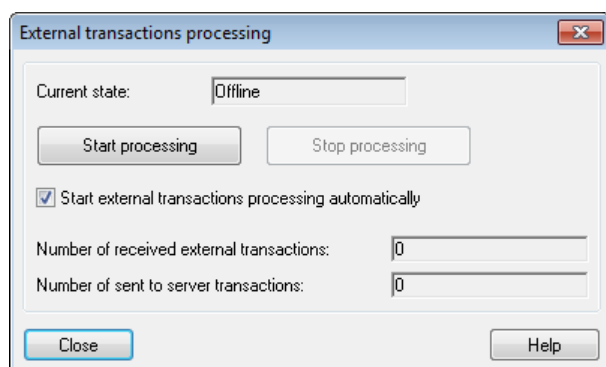 External transactions processing
Current state: Offline
Start processing Stop processing
Start external transactions processing automatically
Number of received external transactions: 0
Number of sent to server transactions: 0
Close Help